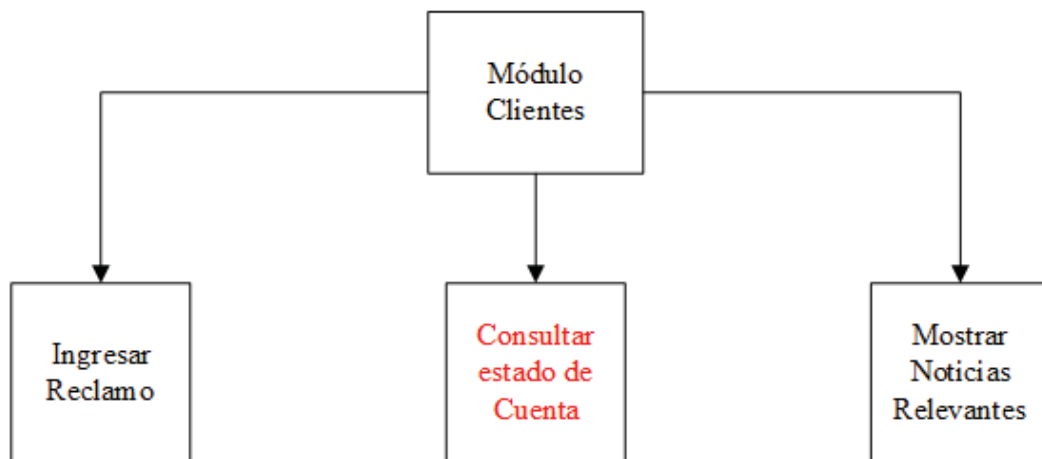 Módulo
Clientes
Ingresar
Reclamo
Consultar
estado de
Cuenta
Mostrar
Noticias
Relevantes